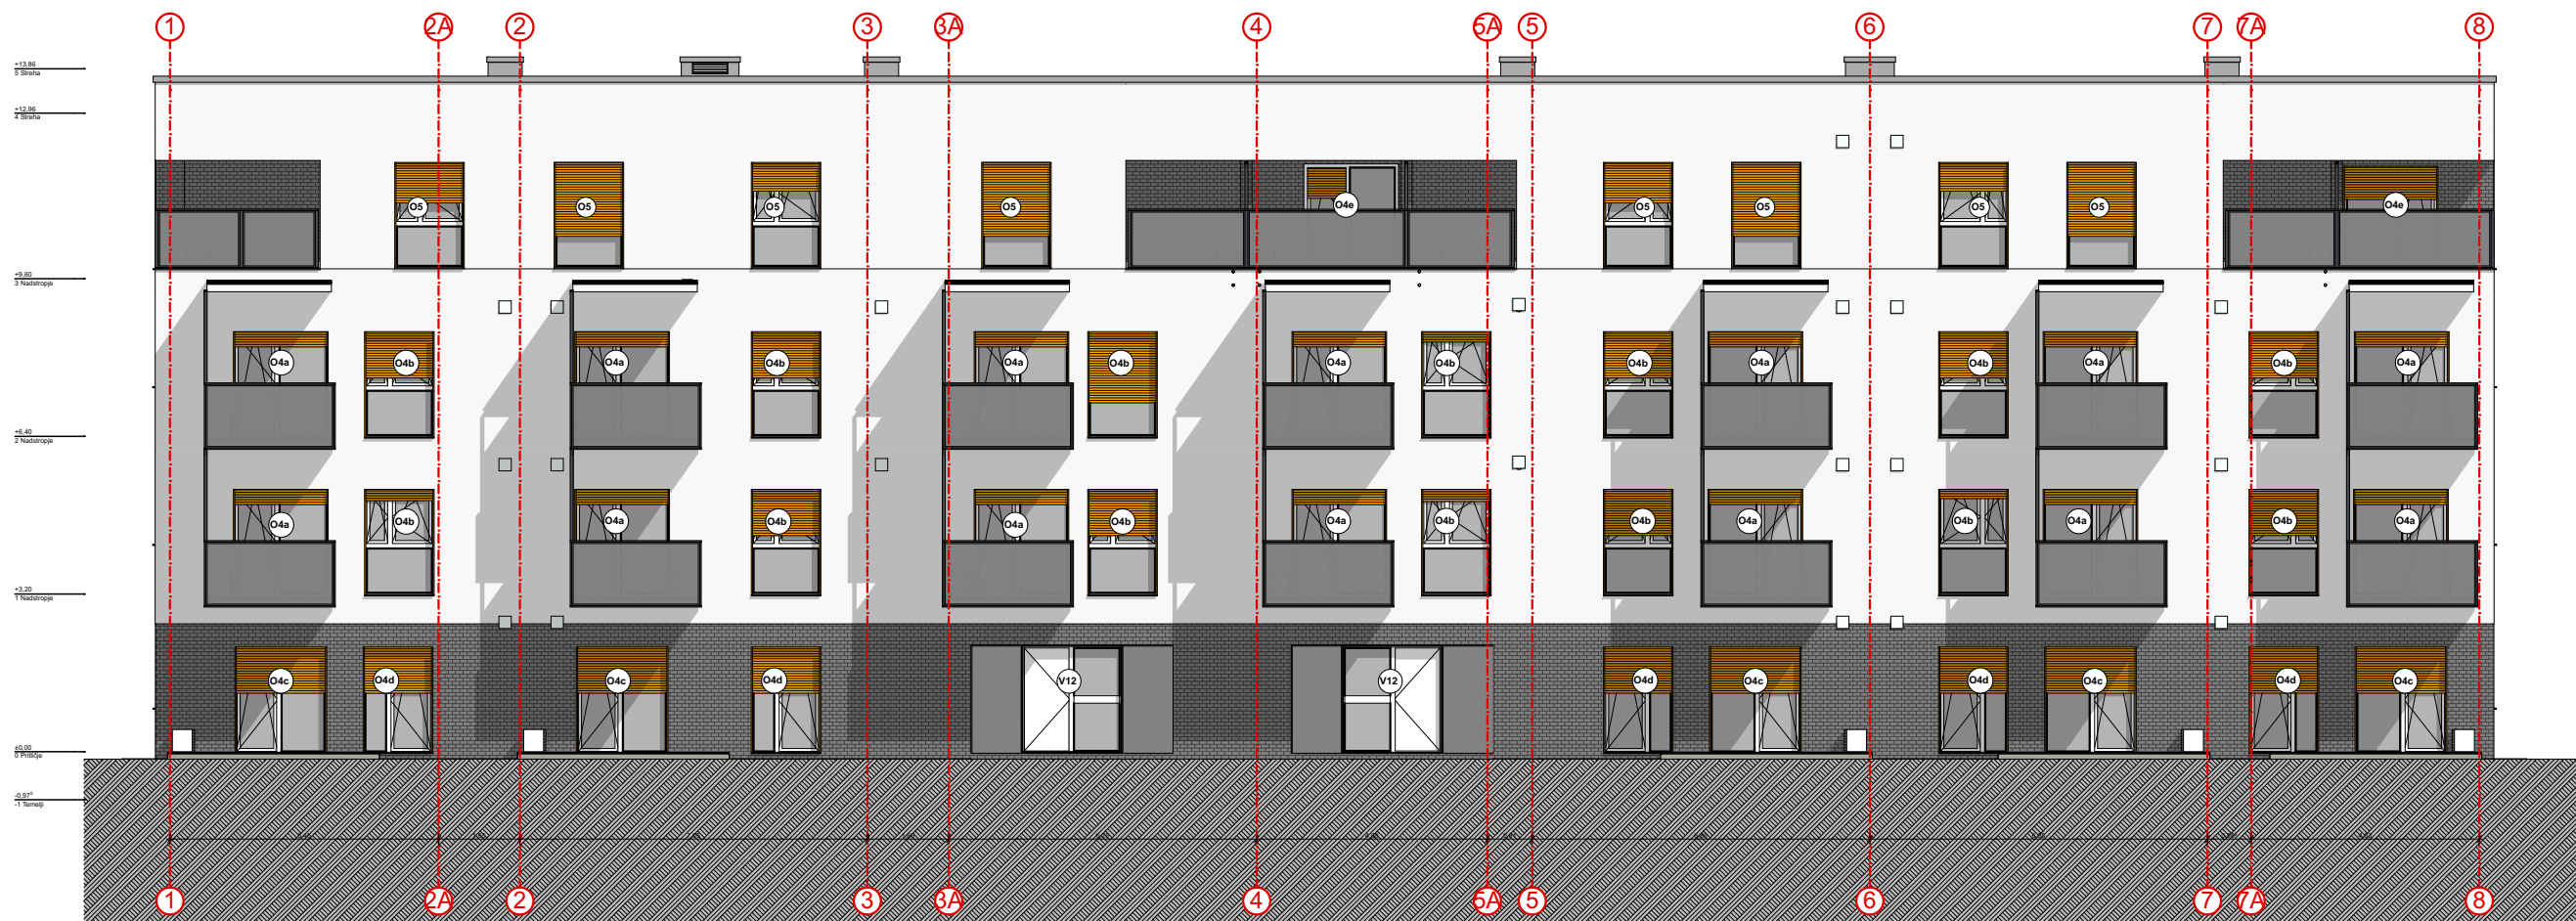 1 2A 2 3 3A 4 5A 5 6 7 7A 8
+13,86
5 Streha
+12,96
4 Streha
O5 O5 O5 O5 O4e O5 O5 O5 O5 O4e
+9,60
3 Nadstropje
O4a O4b O4a O4b O4a O4b O4a O4b O4b O4a O4b O4a O4b O4a
+6,40
2 Nadstropje
O4a O4b O4a O4b O4a O4b O4a O4b O4b O4a O4b O4a O4b O4a
+3,20
1 Nadstropje
O4c O4d O4c O4d V12 V12 O4d O4c O4d O4c O4d O4c
±0,00
0 Pritličje
-0,97⁵
-1 Temelji
1 2A 2 3 3A 4 5A 5 6 7 7A 8